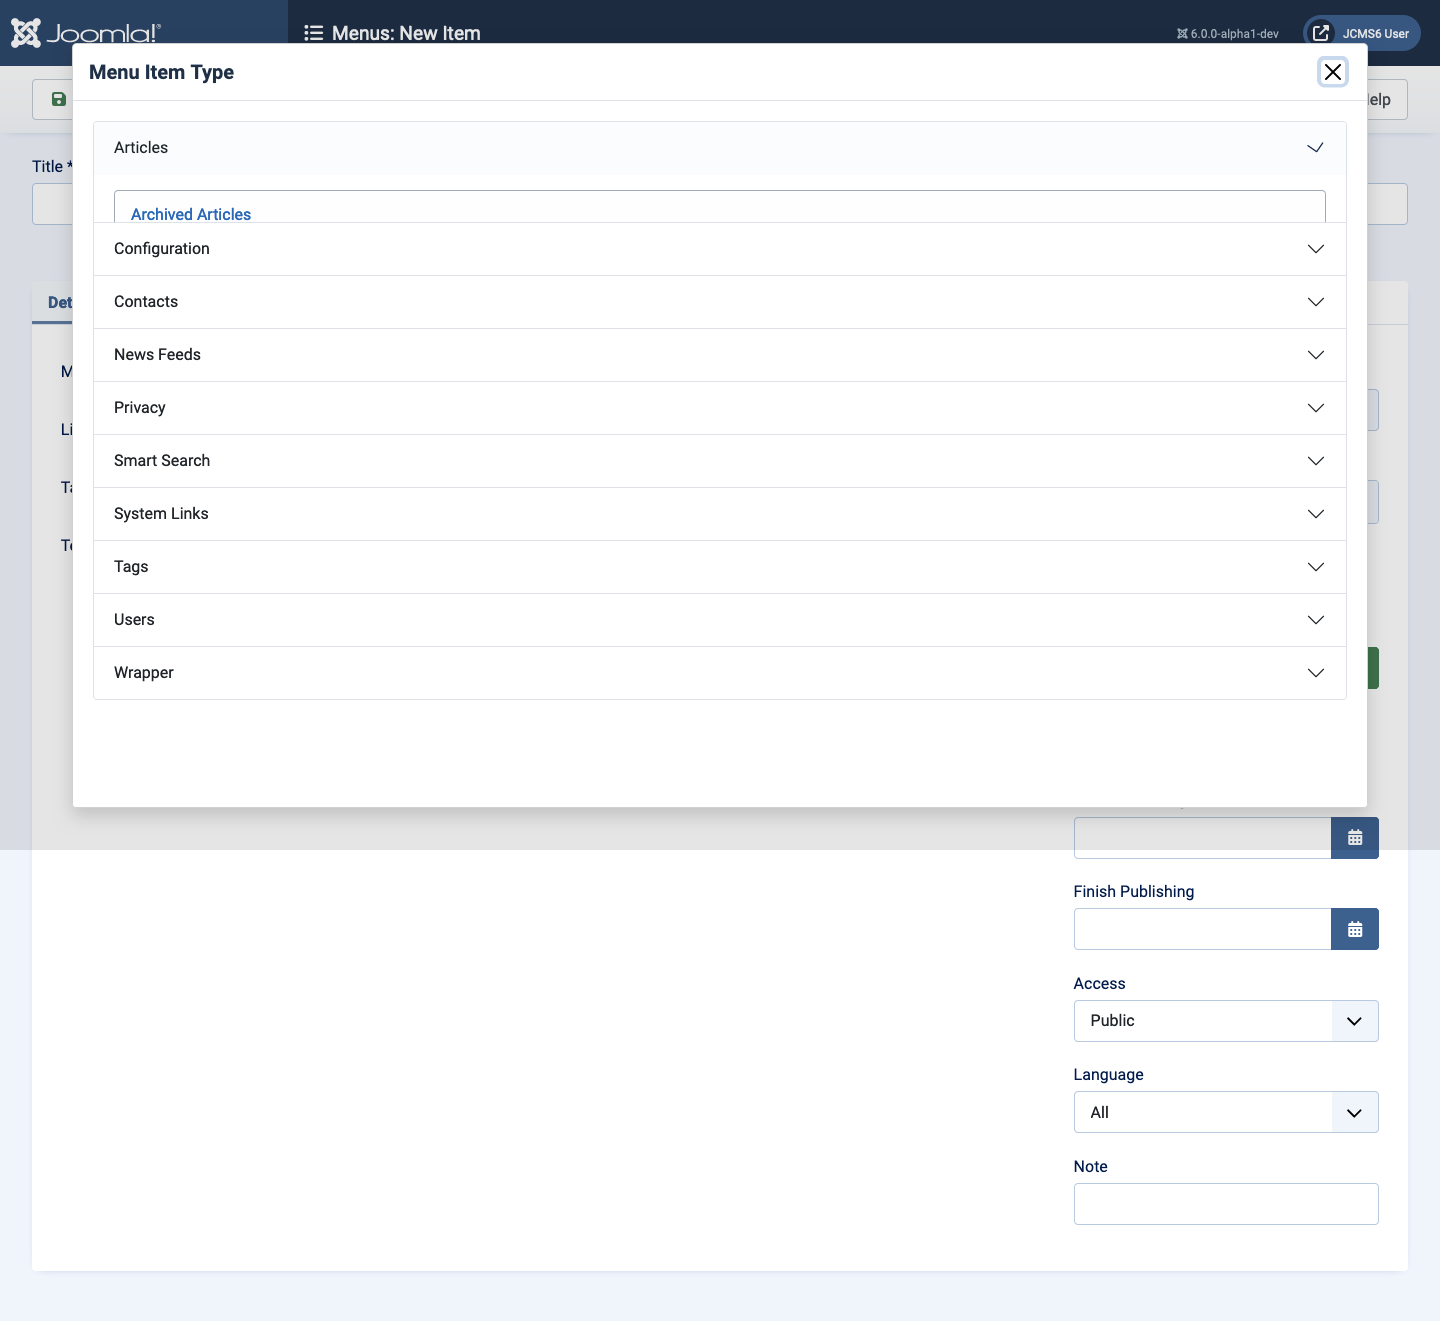 Joomla!®
Menus: New Item
6.0.0-alpha1-dev
JCMS6 User
Menu Item Type
elp
Title *
Articles
Archived Articles
Configuration
Det
Contacts
News Feeds
M
Privacy
Li
Smart Search
Ta
System Links
Te
Tags
Users
Wrapper
Finish Publishing
Access
Public
Language
All
Note